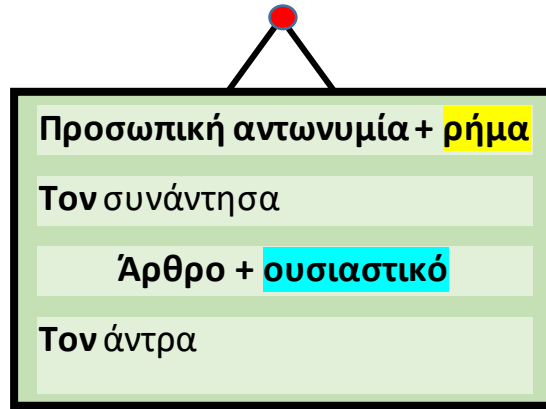 Προσωπική αντωνυμία + ρήμα
Τον συνάντησα
Άρθρο + ουσιαστικό
Τον άντρα